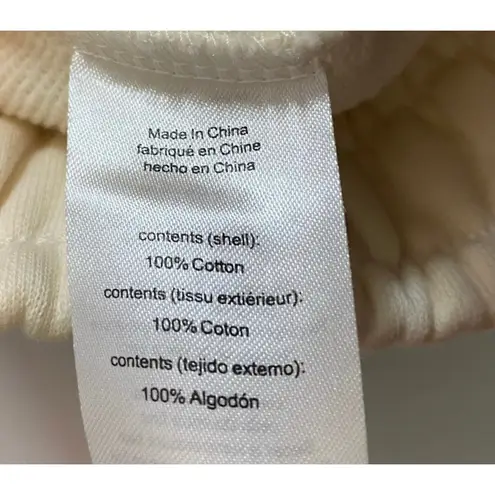 Made In China
fabriqué en Chine
hecho en China
contents (shell):
100% Cotton
contents (tissu extiérieur):
100% Coton
contents (tejido externo):
100% Algodón